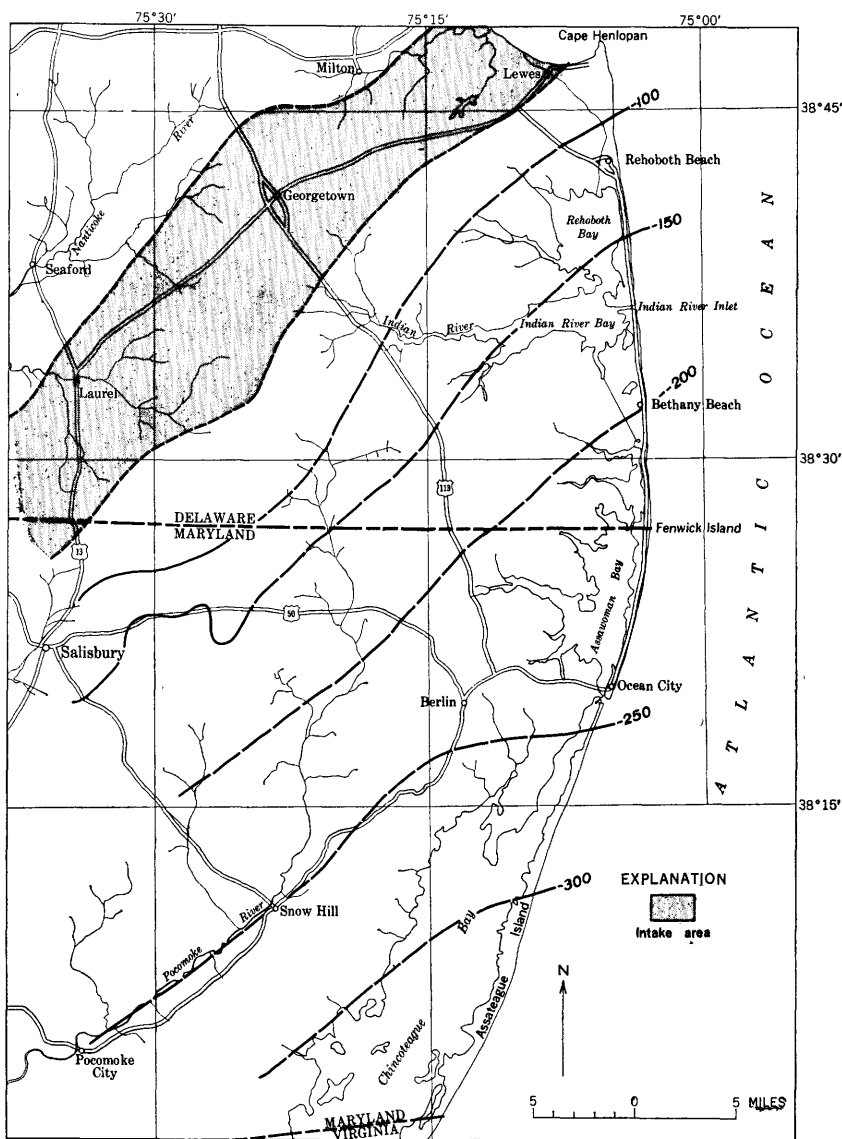 75°30'
75°15'
75°00'
Cape Henlopan
Milton
Lewes
-100
38°45'
River
Rehoboth Beach
Georgetown
Nanticoke
Rehoboth
Bay
-150
Seaford
Indian River
Indian River Inlet
Indian River Bay
Laurel
-200
Bethany Beach
38°30'
113
DELAWARE
MARYLAND
Fenwick Island
13
50
Assawoman Bay
Salisbury
Ocean City
Berlin
-250
ATLANTIC OCEAN
38°15'
EXPLANATION
Intake area
-300
Snow Hill
Pocomoke River
Bay
Island
N
Assateague
Chincoteague
Pocomoke
City
5 0 5 MILES
MARYLAND
VIRGINIA